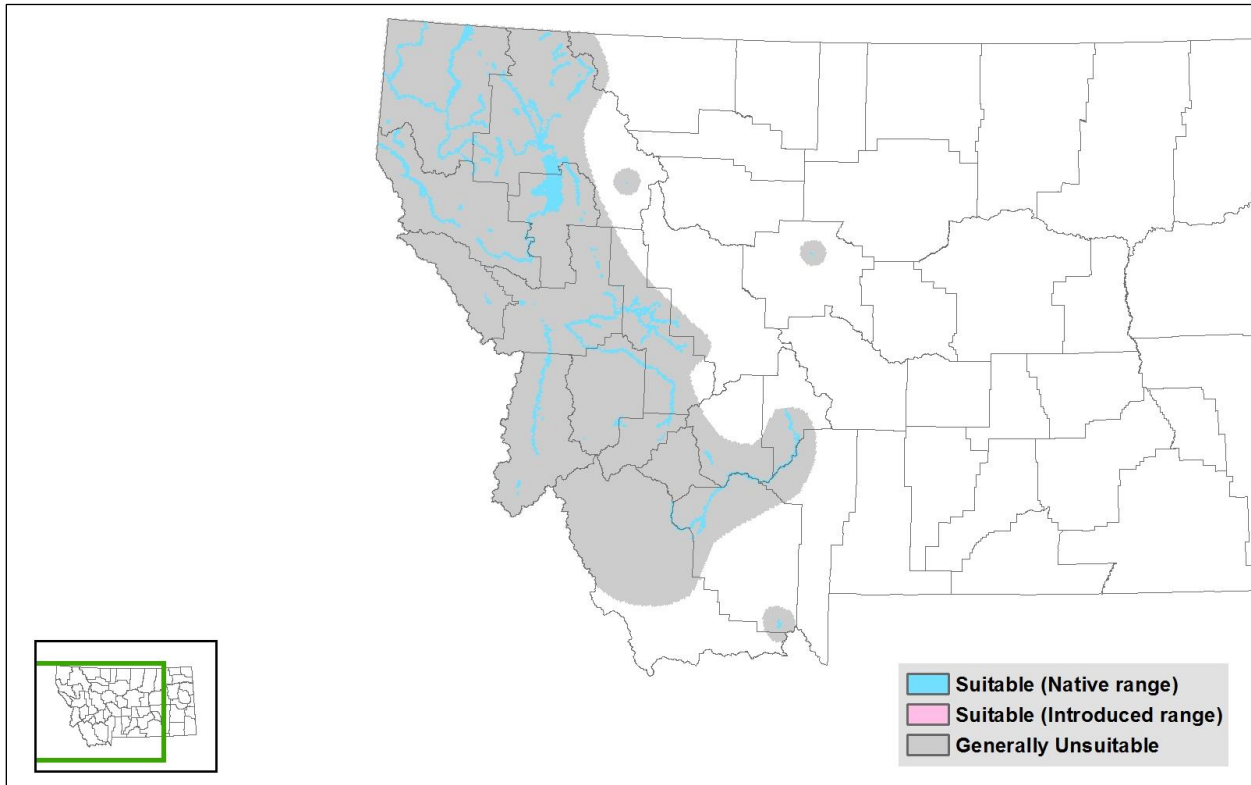 Suitable (Native range)
Suitable (Introduced range)
Generally Unsuitable